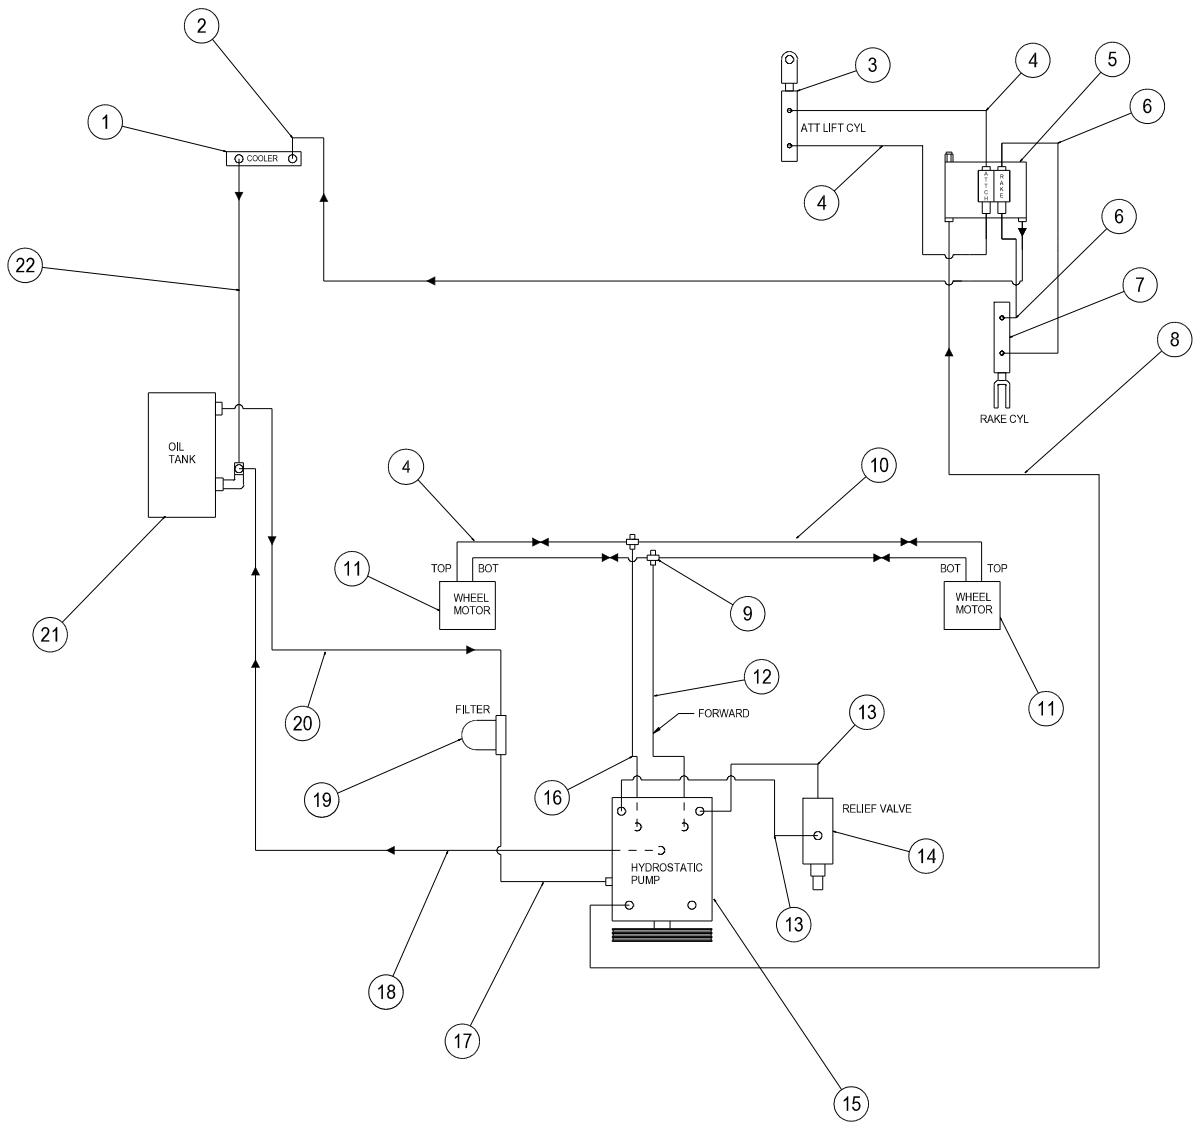 2
3
4
5
6
1
ATT LIFT CYL
COOLER
ATTCH
RAKE
4
6
22
7
8
RAKE CYL
OIL
TANK
4
10
TOP
BOT
11
WHEEL
MOTOR
BOT
TOP
WHEEL
MOTOR
9
21
12
11
20
FILTER
FORWARD
13
19
16
RELIEF VALVE
14
HYDROSTATIC
PUMP
13
18
17
15